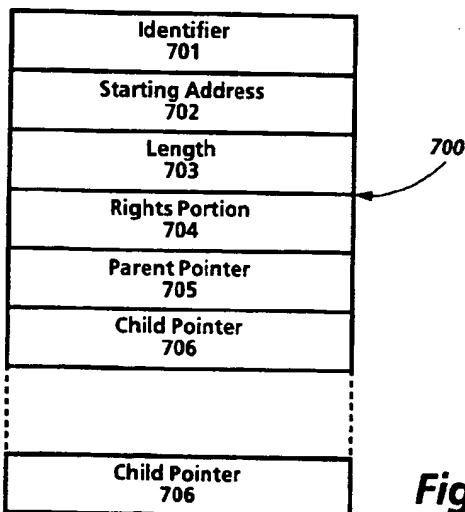 Identifier
701
Starting Address
702
Length
703
700
Rights Portion
704
Parent Pointer
705
Child Pointer
706
Child Pointer
706
Fig